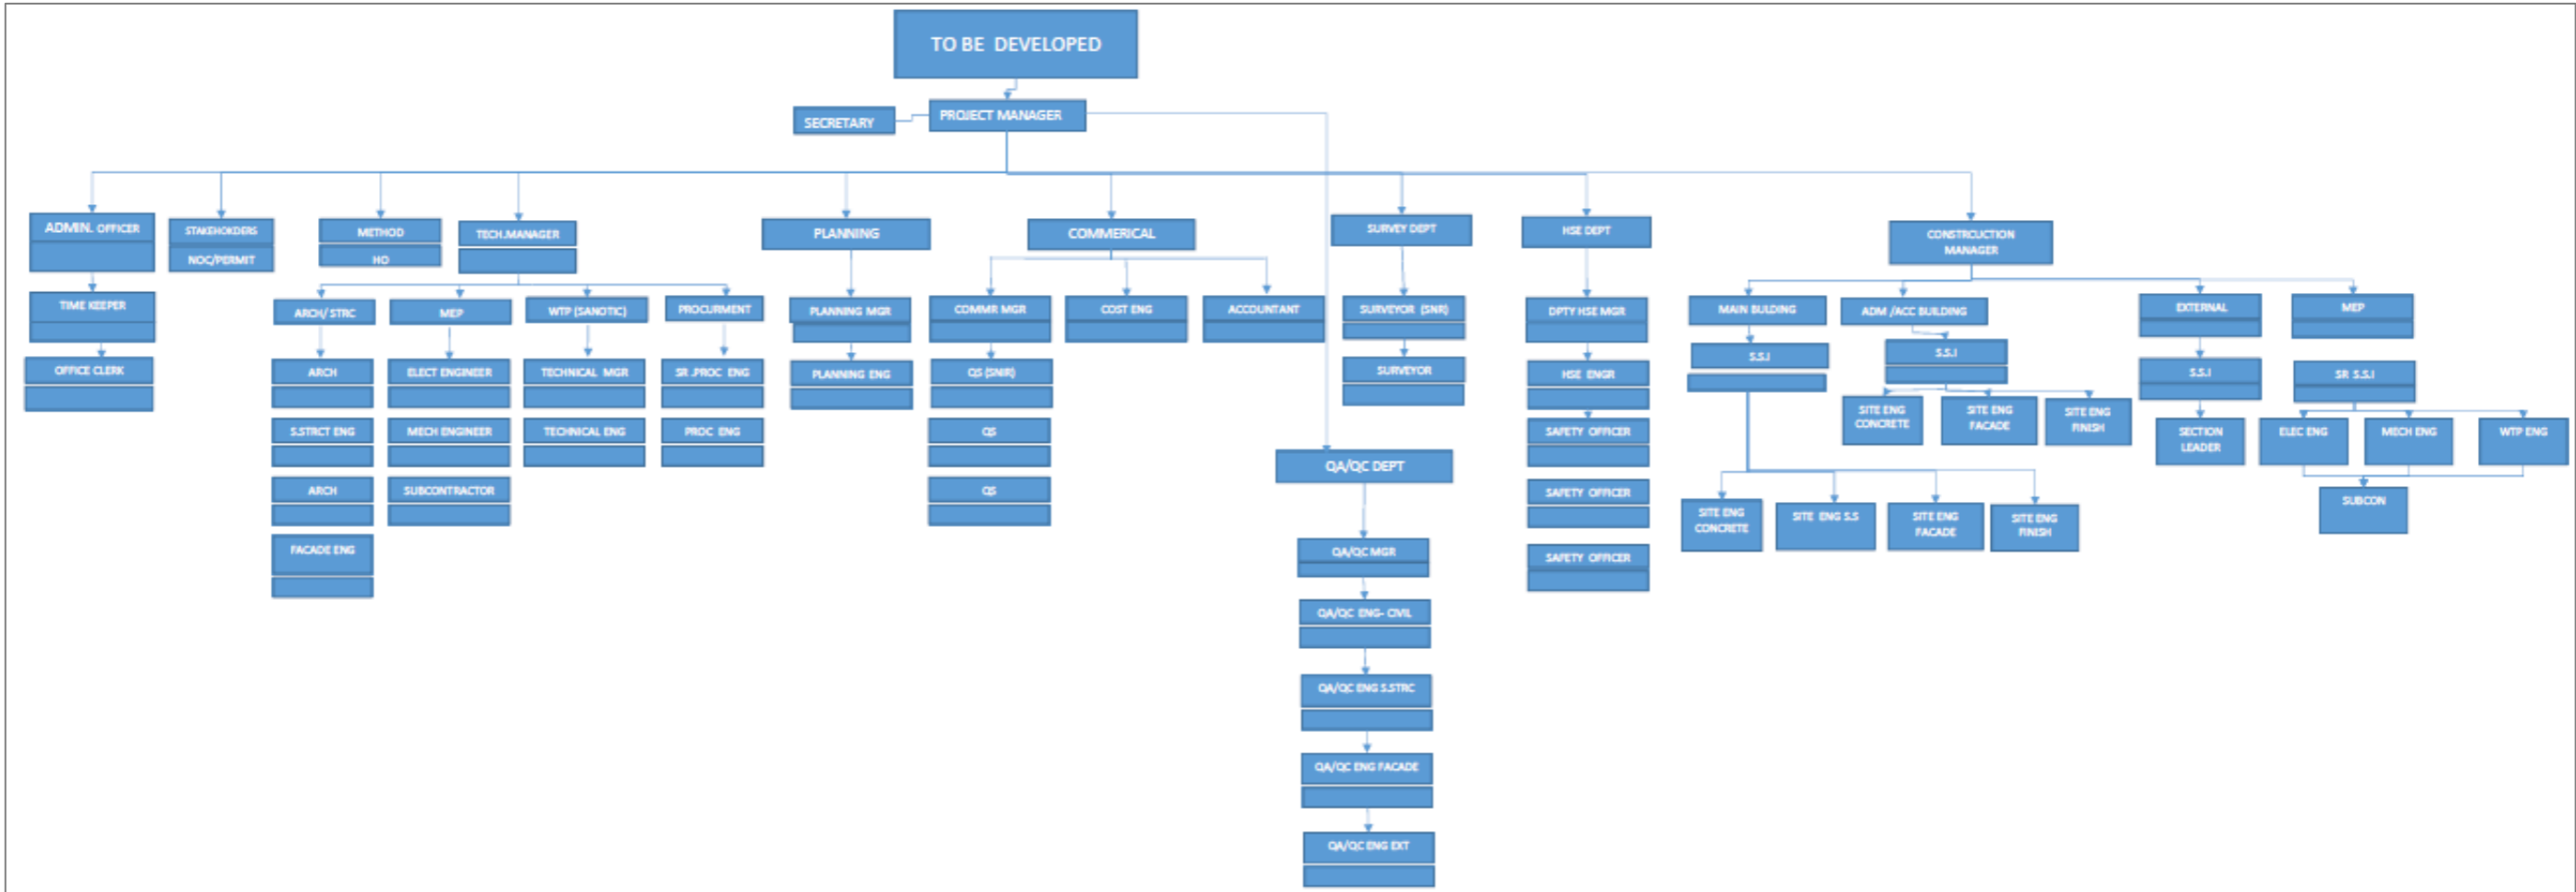 TO BE DEVELOPED
SECRETARY
PROJECT MANAGER
ADMIN. OFFICER
STAKEHOKDERS
NOC/PERMIT
METHOD
HO
TECH.MANAGER
PLANNING
COMMERICAL
SURVEY DEPT
HSE DEPT
CONSTRCUCTION
MANAGER
TIME KEEPER
OFFICE CLERK
ARCH/ STRC
MEP
WTP (SANOTIC)
PROCURMENT
PLANNING MGR
COMMR MGR
COST ENG
ACCOUNTANT
SURVEYOR (SNR)
DPTY HSE MGR
MAIN BULDING
ADM /ACC BUILDING
EXTERNAL
MEP
ARCH
ELECT ENGINEER
TECHNICAL MGR
SR .PROC ENG
PLANNING ENG
QS (SNIR)
SURVEYOR
HSE ENGR
S.S.I
S.S.I
S.S.I
SR S.S.I
S.STRCT ENG
MECH ENGINEER
TECHNICAL ENG
PROC ENG
QS
SAFETY OFFICER
SITE ENG
CONCRETE
SITE ENG
FACADE
SITE ENG
FINISH
SECTION
LEADER
ELEC ENG
MECH ENG
WTP ENG
QA/QC DEPT
ARCH
SUBCONTRACTOR
QS
SAFETY OFFICER
SITE ENG
CONCRETE
SITE ENG S.S
SITE ENG
FACADE
SITE ENG
FINISH
SUBCON
FACADE ENG
QA/QC MGR
SAFETY OFFICER
QA/QC ENG- CIVIL
QA/QC ENG S.STRC
QA/QC ENG FACADE
QA/QC ENG EXT